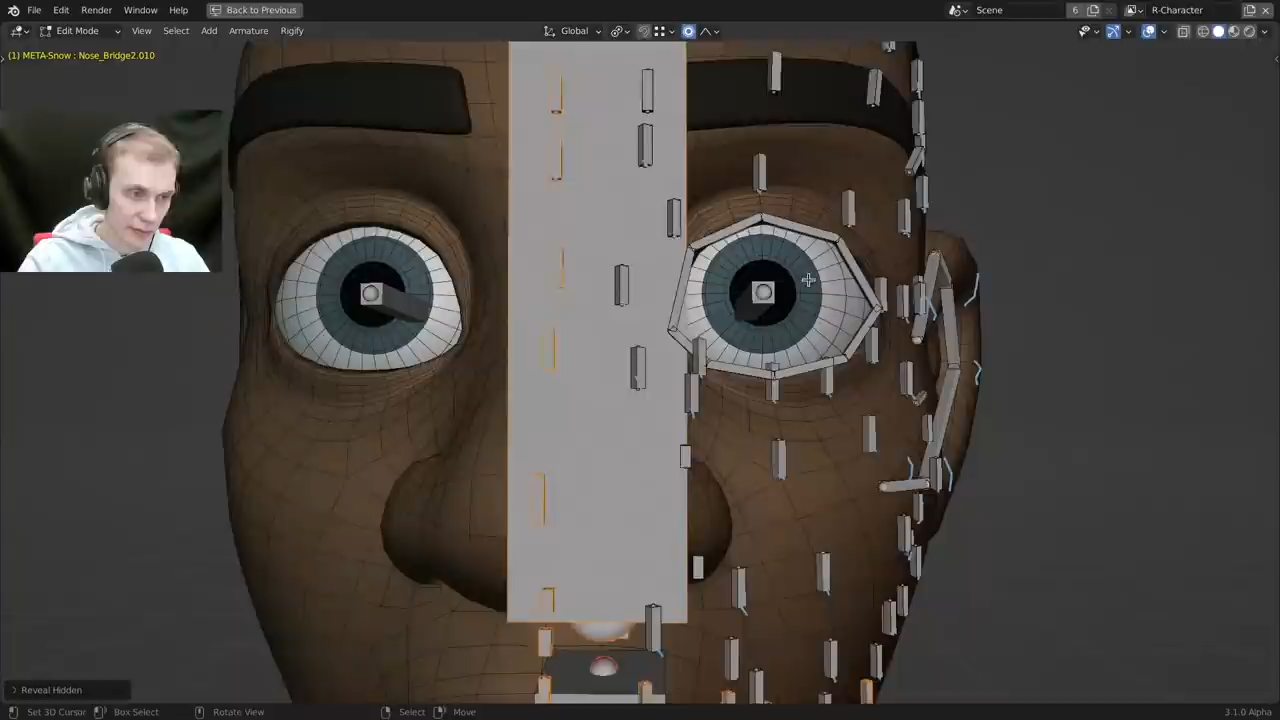 File Edit Render Window Help Back to Previous Scene 6 R-Character
Edit Mode View Select Add Armature Rigify Global
(1) META-Snow : Nose_Bridge2.010
Reveal Hidden
Set 3D Cursor Box Select Rotate View Select Move 3.1.0 Alpha